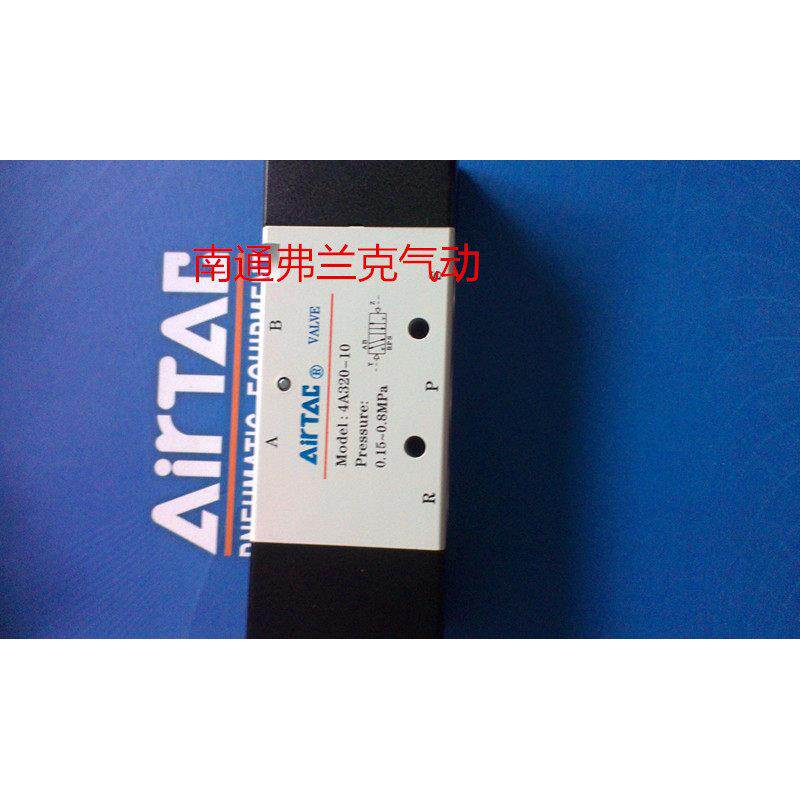 南通弗兰克气动
AirTAC
PNEUMATIC EQUIPMENT
AirTAC ® VALVE
Model: 4A320-10
Pressure:
0.15~0.8MPa
A B
R P S